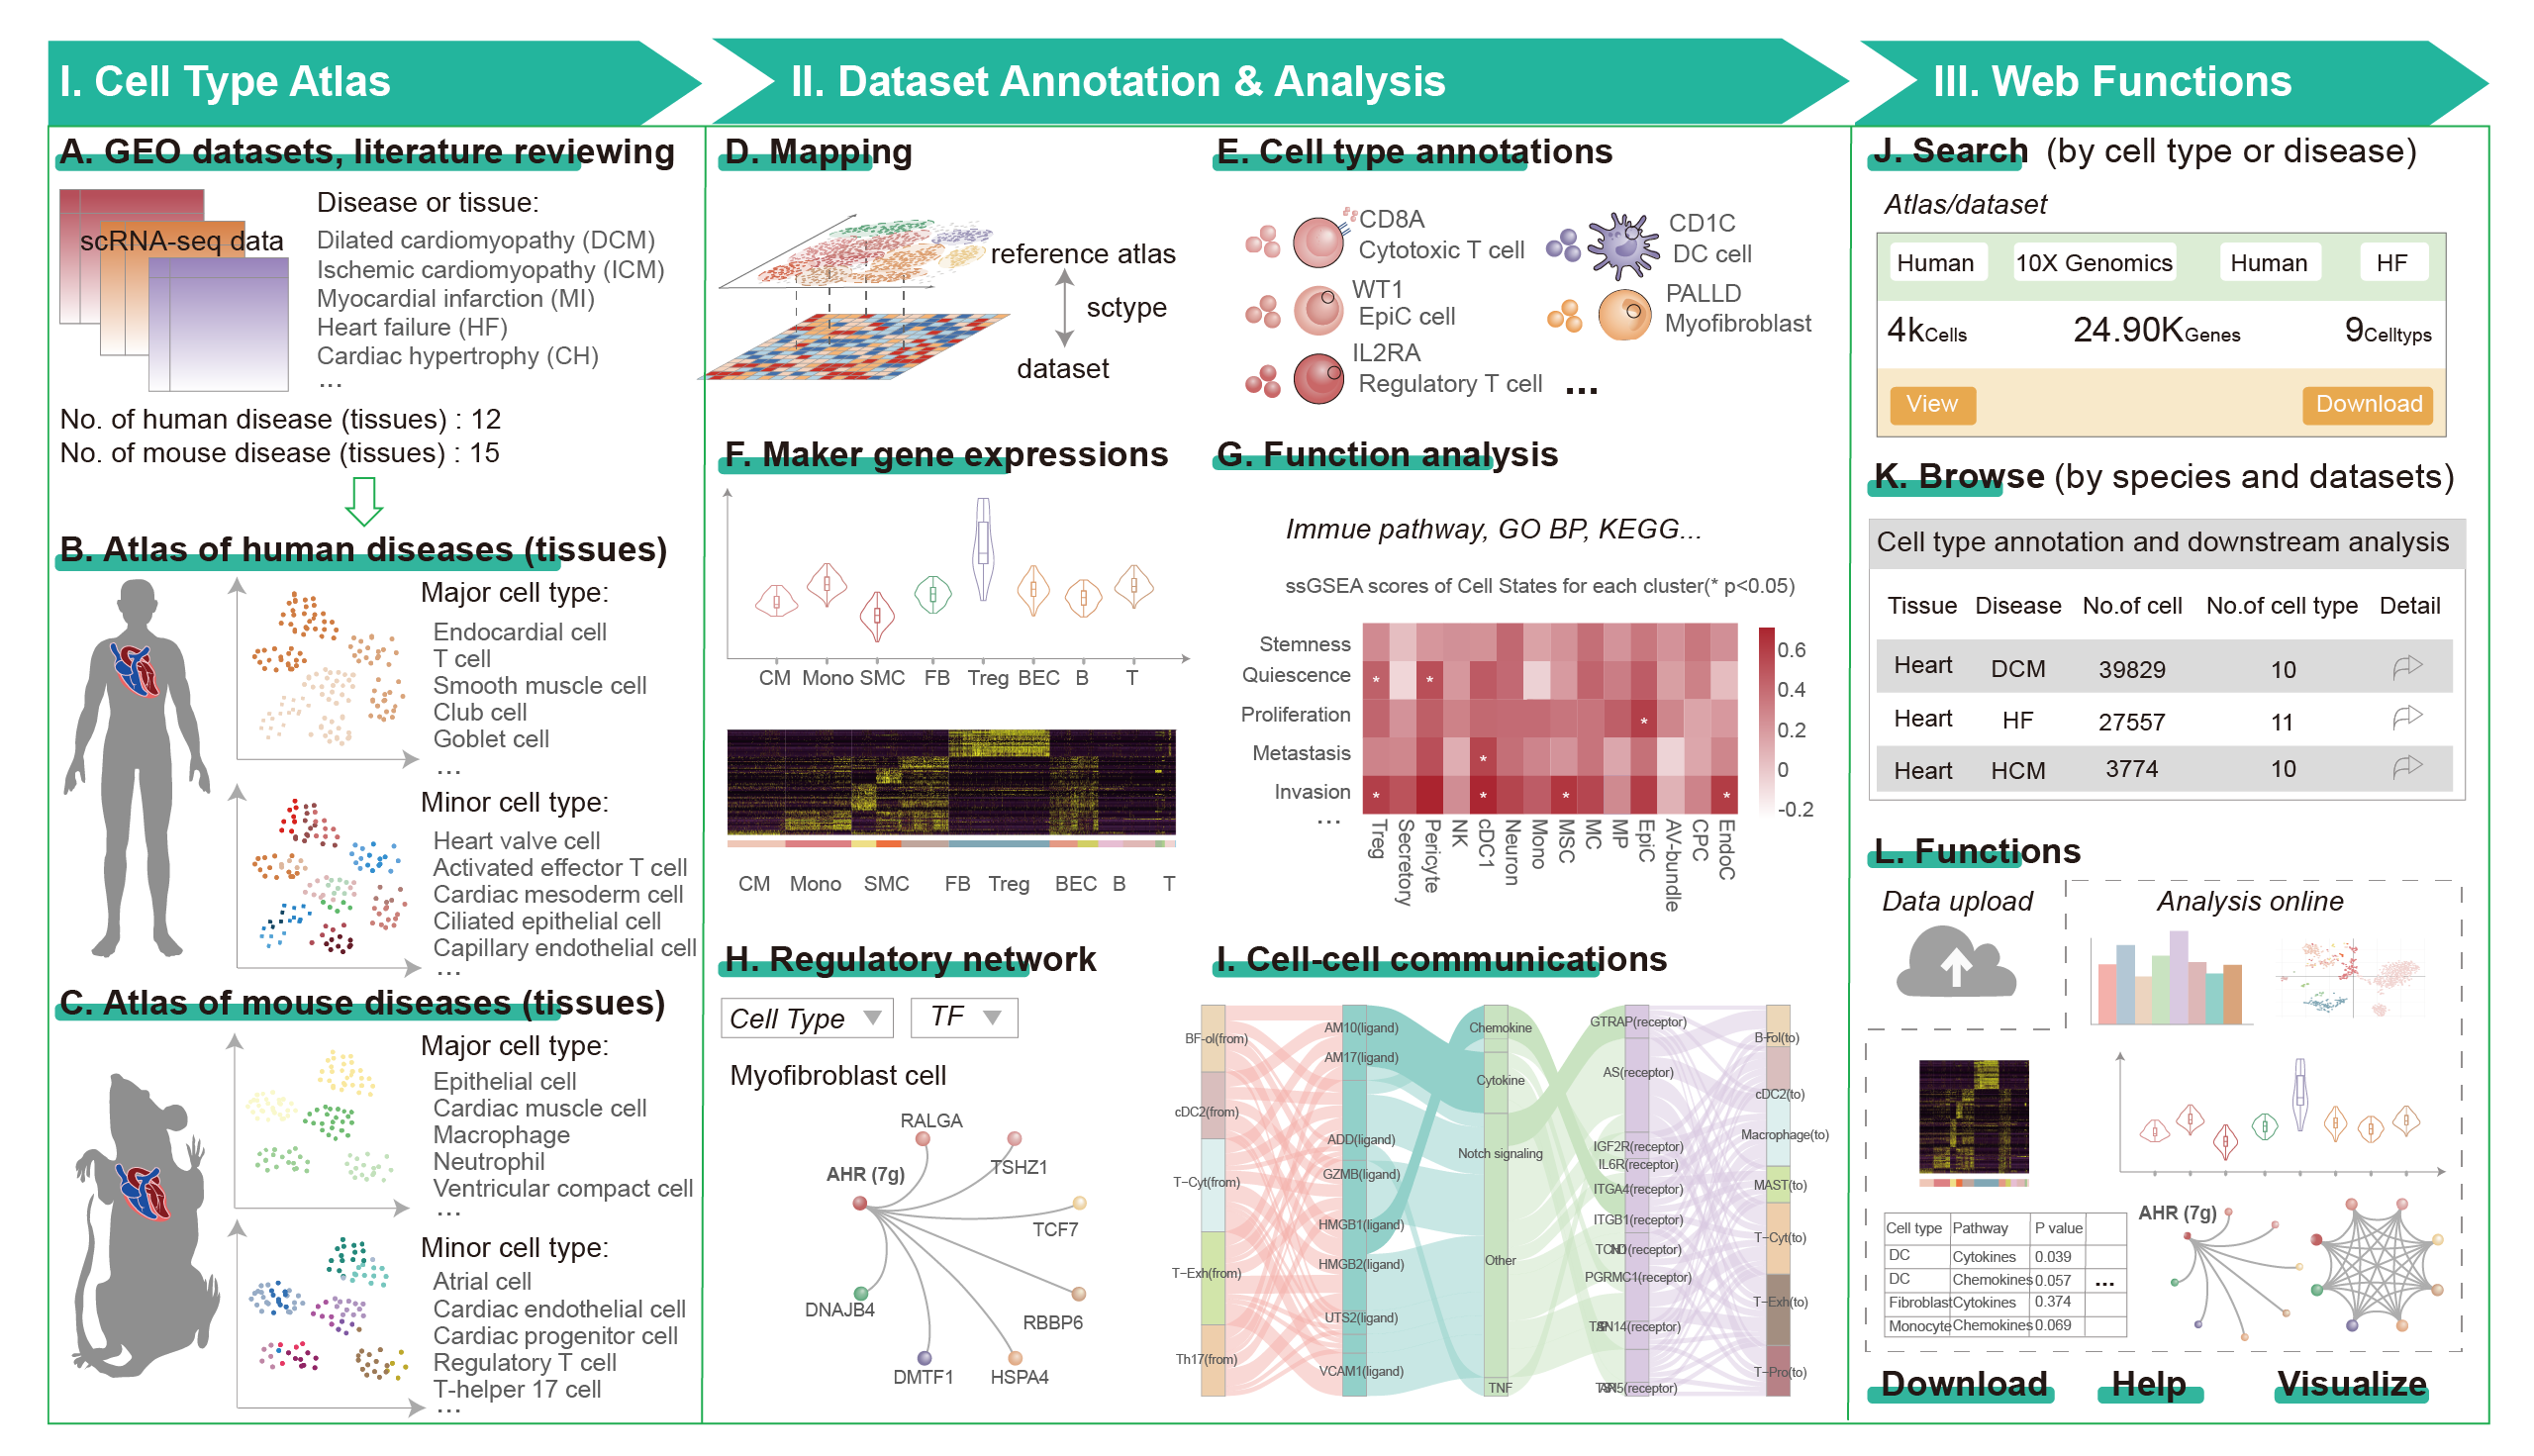 I. Cell Type Atlas
II. Dataset Annotation & Analysis
III. Web Functions
A. GEO datasets, literature reviewing
scRNA-seq data
Disease or tissue:
Dilated cardiomyopathy (DCM)
Ischemic cardiomyopathy (ICM)
Myocardial infarction (MI)
Heart failure (HF)
Cardiac hypertrophy (CH)
...
No. of human disease (tissues) : 12
No. of mouse disease (tissues) : 15
B. Atlas of human diseases (tissues)
Major cell type:
Endocardial cell
T cell
Smooth muscle cell
Club cell
Goblet cell
...
Minor cell type:
Heart valve cell
Activated effector T cell
Cardiac mesoderm cell
Ciliated epithelial cell
Capillary endothelial cell
...
C. Atlas of mouse diseases (tissues)
Major cell type:
Epithelial cell
Cardiac muscle cell
Macrophage
Neutrophil
Ventricular compact cell
...
Minor cell type:
Atrial cell
Cardiac endothelial cell
Cardiac progenitor cell
Regulatory T cell
T-helper 17 cell
...
D. Mapping
reference atlas
sctype
dataset
E. Cell type annotations
CD8A
Cytotoxic T cell
CD1C
DC cell
WT1
EpiC cell
PALLD
Myofibroblast
IL2RA
Regulatory T cell
...
F. Maker gene expressions
CM Mono SMC FB Treg BEC B T
CM Mono SMC FB Treg BEC B T
G. Function analysis
Immue pathway, GO BP, KEGG...
ssGSEA scores of Cell States for each cluster(* p<0.05)
Stemness
Quiescence
Proliferation
Metastasis
Invasion
...
* *
*
*
* * * *
0.6
0.4
0.2
0
-0.2
Treg
Secretory
Pericyte
NK
cDC1
Neuron
Mono
MSC
MC
MP
EpiC
AV-bundle
CPC
EndoC
H. Regulatory network
Cell Type
TF
Myofibroblast cell
RALGA
TSHZ1
AHR (7g)
TCF7
DNAJB4
RBBP6
DMTF1
HSPA4
I. Cell-cell communications
BF-ol(from)
cDC2(from)
T-Cyt(from)
T-Exh(from)
Th17(from)
AM10(ligand)
AM17(ligand)
ADD(ligand)
GZMB(ligand)
HMGB1(ligand)
HMGB2(ligand)
UTS2(ligand)
VCAM1(ligand)
Chemokine
Cytokine
Notch signaling
Other
TNF
GTRAP(receptor)
AS(receptor)
IGF2R(receptor)
IL6R(receptor)
ITGA4(receptor)
ITGB1(receptor)
PGRMC1(receptor)
B-Fol(to)
cDC2(to)
Macrophage(to)
MAST(to)
T-Cyt(to)
T-Exh(to)
T-Pro(to)
J. Search (by cell type or disease)
Atlas/dataset
Human 10X Genomics Human HF
4kCells 24.90KGenes 9Celltyps
View Download
K. Browse (by species and datasets)
Cell type annotation and downstream analysis
Tissue Disease No.of cell No.of cell type Detail
Heart DCM 39829 10
Heart HF 27557 11
Heart HCM 3774 10
L. Functions
Data upload
Analysis online
Cell type Pathway P value
DC Cytokines 0.039
DC Chemokines 0.057 ...
Fibroblast Cytokines 0.374
Monocyte Chemokines 0.069
AHR (7g)
Download
Help
Visualize